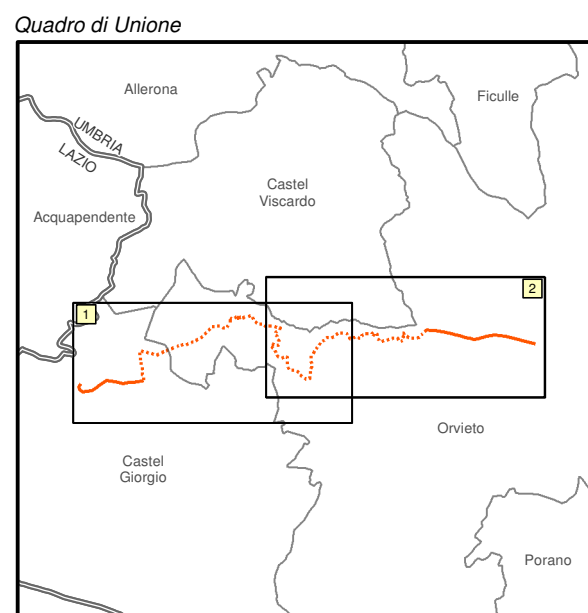 Quadro di Unione
Allerona
Ficulle
UMBRIA
LAZIO
Castel
Viscardo
Acquapendente
2
1
Orvieto
Castel
Giorgio
Porano